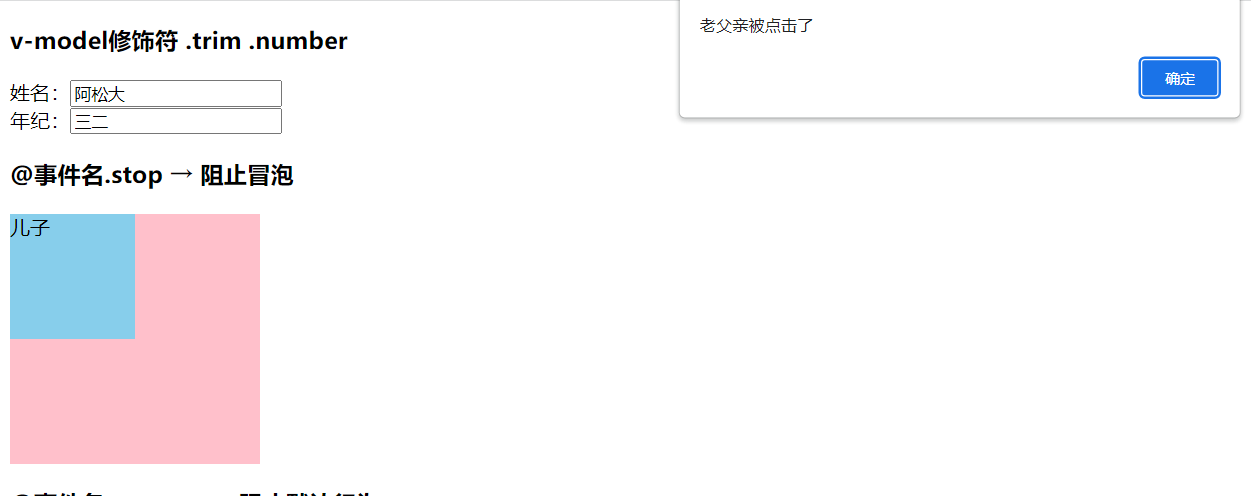 v-model修饰符 .trim .number
姓名：阿松大
年纪：三二
@事件名.stop → 阻止冒泡
儿子
老父亲被点击了
确定